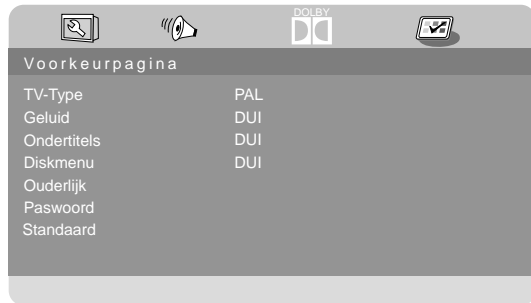 DOLBY
Voorkeurpagina
TV-Type PAL
Geluid DUI
Ondertitels DUI
Diskmenu DUI
Ouderlijk
Paswoord
Standaard